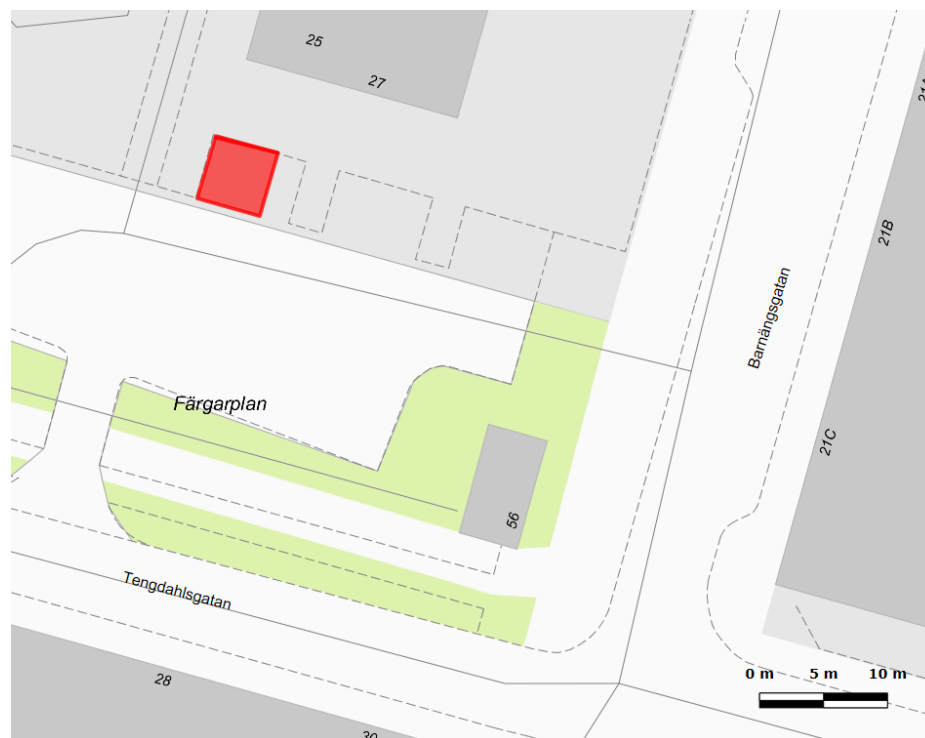 25
27
21A
21B
Barnängsgatan
Färgarplan
21C
56
Tengdahlsgatan
28
30
0 m 5 m 10 m